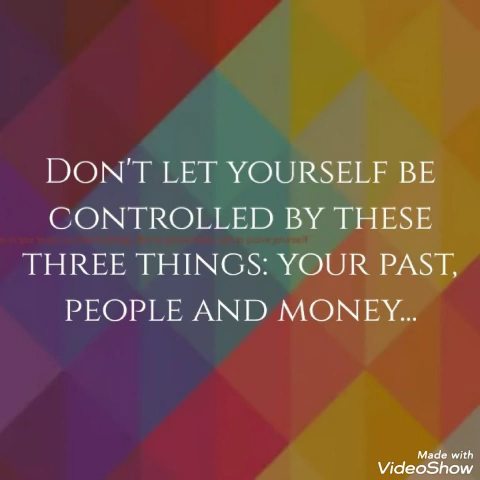 Don't let yourself be
controlled by these
three things: your past,
people and money...
Made with
VideoShow